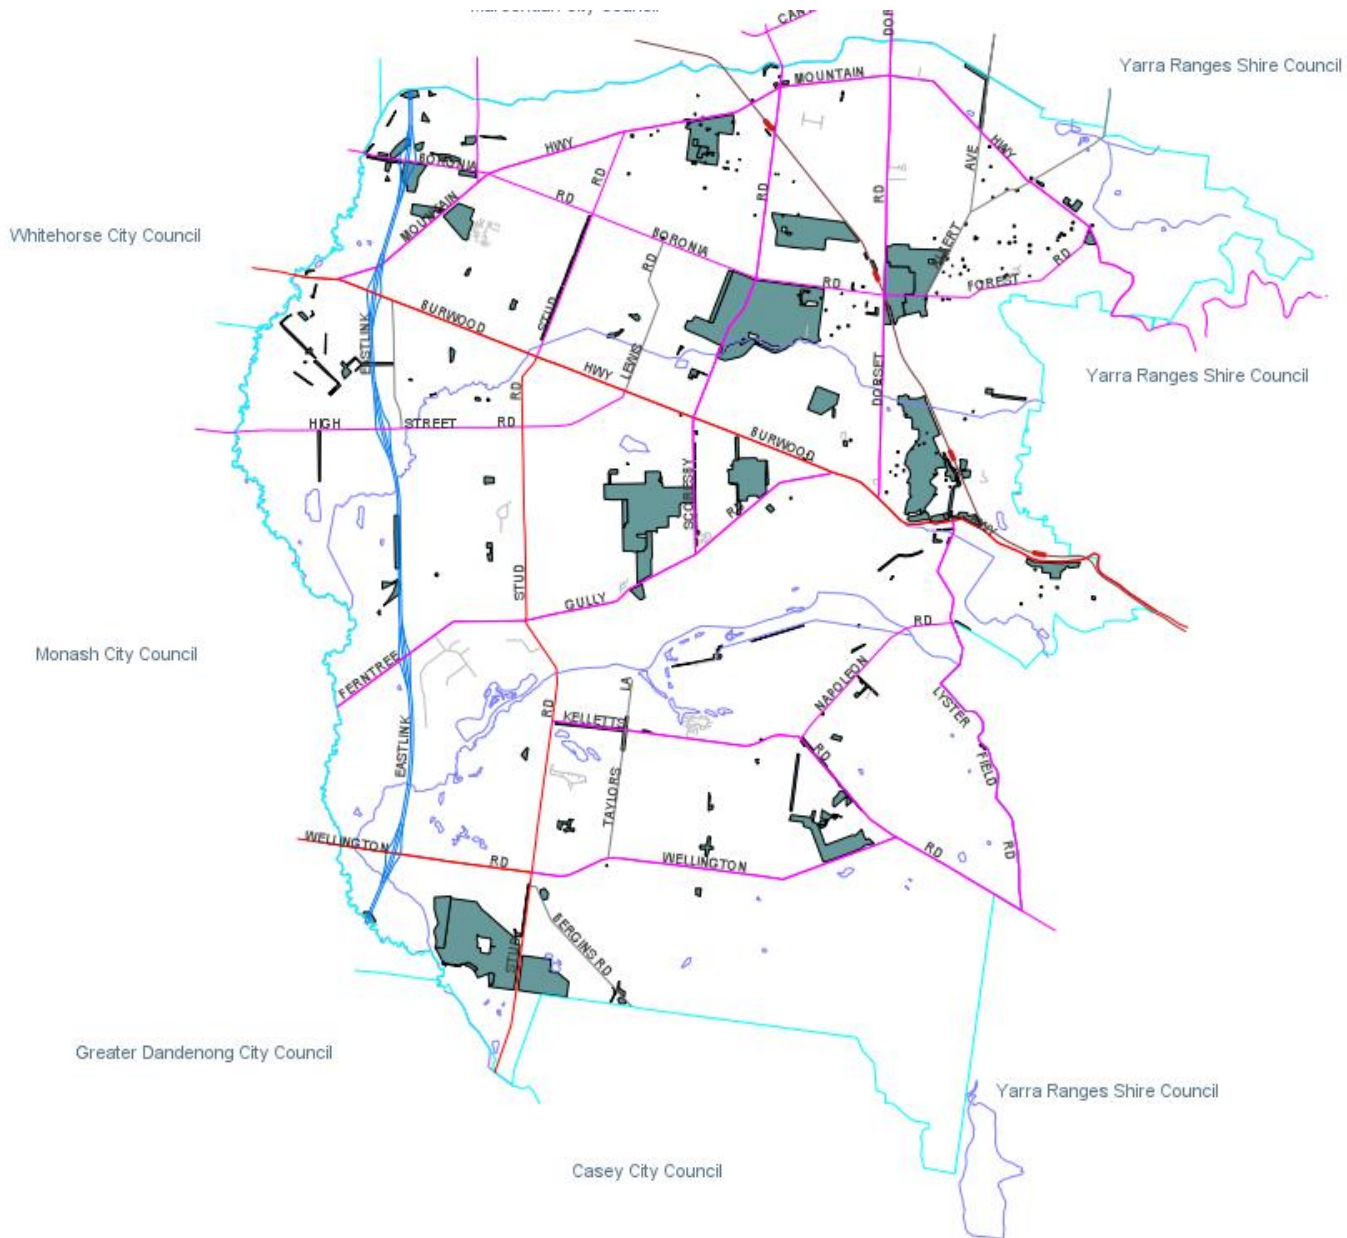 CAN
DOR
Yarra Ranges Shire Council
MOUNTAIN
HWY
AVE
HWY
BORONIA
RD
RD
RD
RD
MOUNTAIN
BORONIA
Whitehorse City Council
RD
FOREST
RD
RD
STUD
BURWOOD
EASTLINK
LEWIS
HWY
DORSET
Yarra Ranges Shire Council
RD
HIGH
STREET
RD
BURWOOD
SCORESBY
RD
STUD
GULLY
RD
Monash City Council
FERNTREE
NAPOLEON
LA
LYSTER
RD
KELLETTS
EASTLINK
RD
FIELD
TAYLORS
WELLINGTON
RD
WELLINGTON
RD
RD
BERGINS RD
STUD
Greater Dandenong City Council
Yarra Ranges Shire Council
Casey City Council